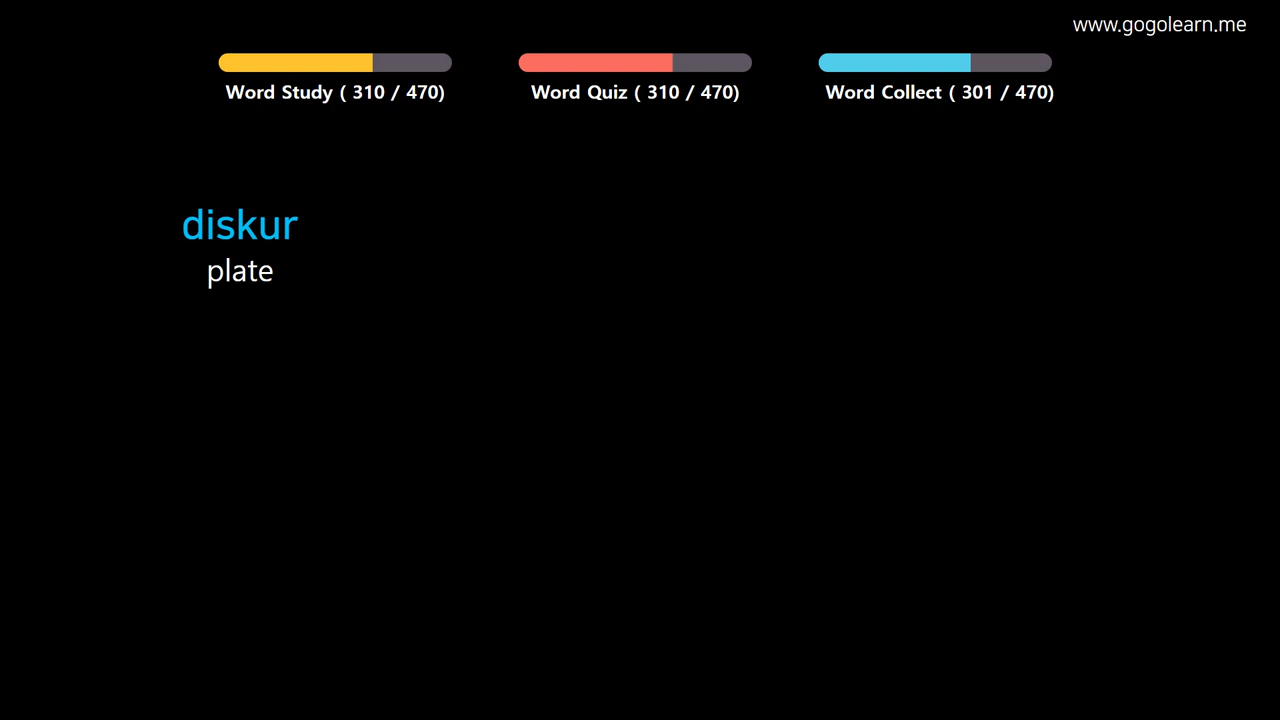 www.gogolearn.me
Word Study ( 310 / 470)
Word Quiz ( 310 / 470)
Word Collect ( 301 / 470)
diskur
plate